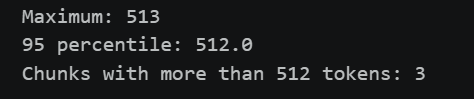 Maximum: 513
95 percentile: 512.0
Chunks with more than 512 tokens: 3